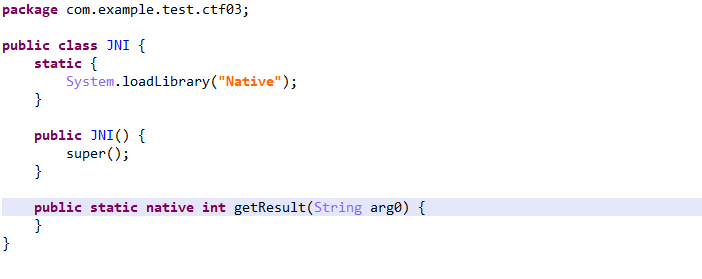 package com.example.test.ctf03;
public class JNI {
static {
System.loadLibrary("Native");
}
public JNI() {
super();
}
public static native int getResult(String arg0) {
}
}